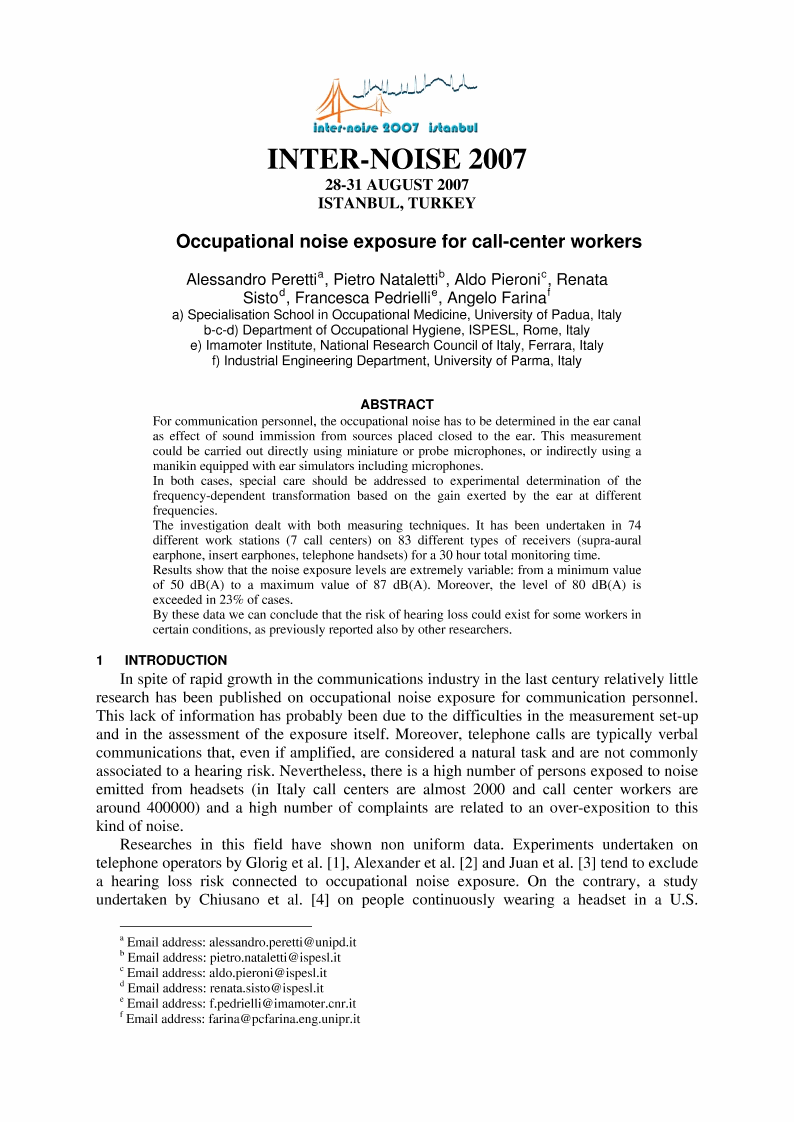 inter-noise 2007 istanbul
INTER-NOISE 2007
28-31 AUGUST 2007
ISTANBUL, TURKEY
Occupational noise exposure for call-center workers
Alessandro Peretti^a, Pietro Nataletti^b, Aldo Pieroni^c, Renata
Sisto^d, Francesca Pedrielli^e, Angelo Farina^f
a) Specialisation School in Occupational Medicine, University of Padua, Italy
b-c-d) Department of Occupational Hygiene, ISPESL, Rome, Italy
e) Imamoter Institute, National Research Council of Italy, Ferrara, Italy
f) Industrial Engineering Department, University of Parma, Italy
ABSTRACT
For communication personnel, the occupational noise has to be determined in the ear canal
as effect of sound immission from sources placed closed to the ear. This measurement
could be carried out directly using miniature or probe microphones, or indirectly using a
manikin equipped with ear simulators including microphones.
In both cases, special care should be addressed to experimental determination of the
frequency-dependent transformation based on the gain exerted by the ear at different
frequencies.
The investigation dealt with both measuring techniques. It has been undertaken in 74
different work stations (7 call centers) on 83 different types of receivers (supra-aural
earphone, insert earphones, telephone handsets) for a 30 hour total monitoring time.
Results show that the noise exposure levels are extremely variable: from a minimum value
of 50 dB(A) to a maximum value of 87 dB(A). Moreover, the level of 80 dB(A) is
exceeded in 23% of cases.
By these data we can conclude that the risk of hearing loss could exist for some workers in
certain conditions, as previously reported also by other researchers.
1 INTRODUCTION
In spite of rapid growth in the communications industry in the last century relatively little
research has been published on occupational noise exposure for communication personnel.
This lack of information has probably been due to the difficulties in the measurement set-up
and in the assessment of the exposure itself. Moreover, telephone calls are typically verbal
communications that, even if amplified, are considered a natural task and are not commonly
associated to a hearing risk. Nevertheless, there is a high number of persons exposed to noise
emitted from headsets (in Italy call centers are almost 2000 and call center workers are
around 400000) and a high number of complaints are related to an over-exposition to this
kind of noise.
Researches in this field have shown non uniform data. Experiments undertaken on
telephone operators by Glorig et al. [1], Alexander et al. [2] and Juan et al. [3] tend to exclude
a hearing loss risk connected to occupational noise exposure. On the contrary, a study
undertaken by Chiusano et al. [4] on people continuously wearing a headset in a U.S.
^a Email address: alessandro.peretti@unipd.it
^b Email address: pietro.nataletti@ispesl.it
^c Email address: aldo.pieroni@ispesl.it
^d Email address: renata.sisto@ispesl.it
^e Email address: f.pedrielli@imamoter.cnr.it
^f Email address: farina@pcfarina.eng.unipr.it